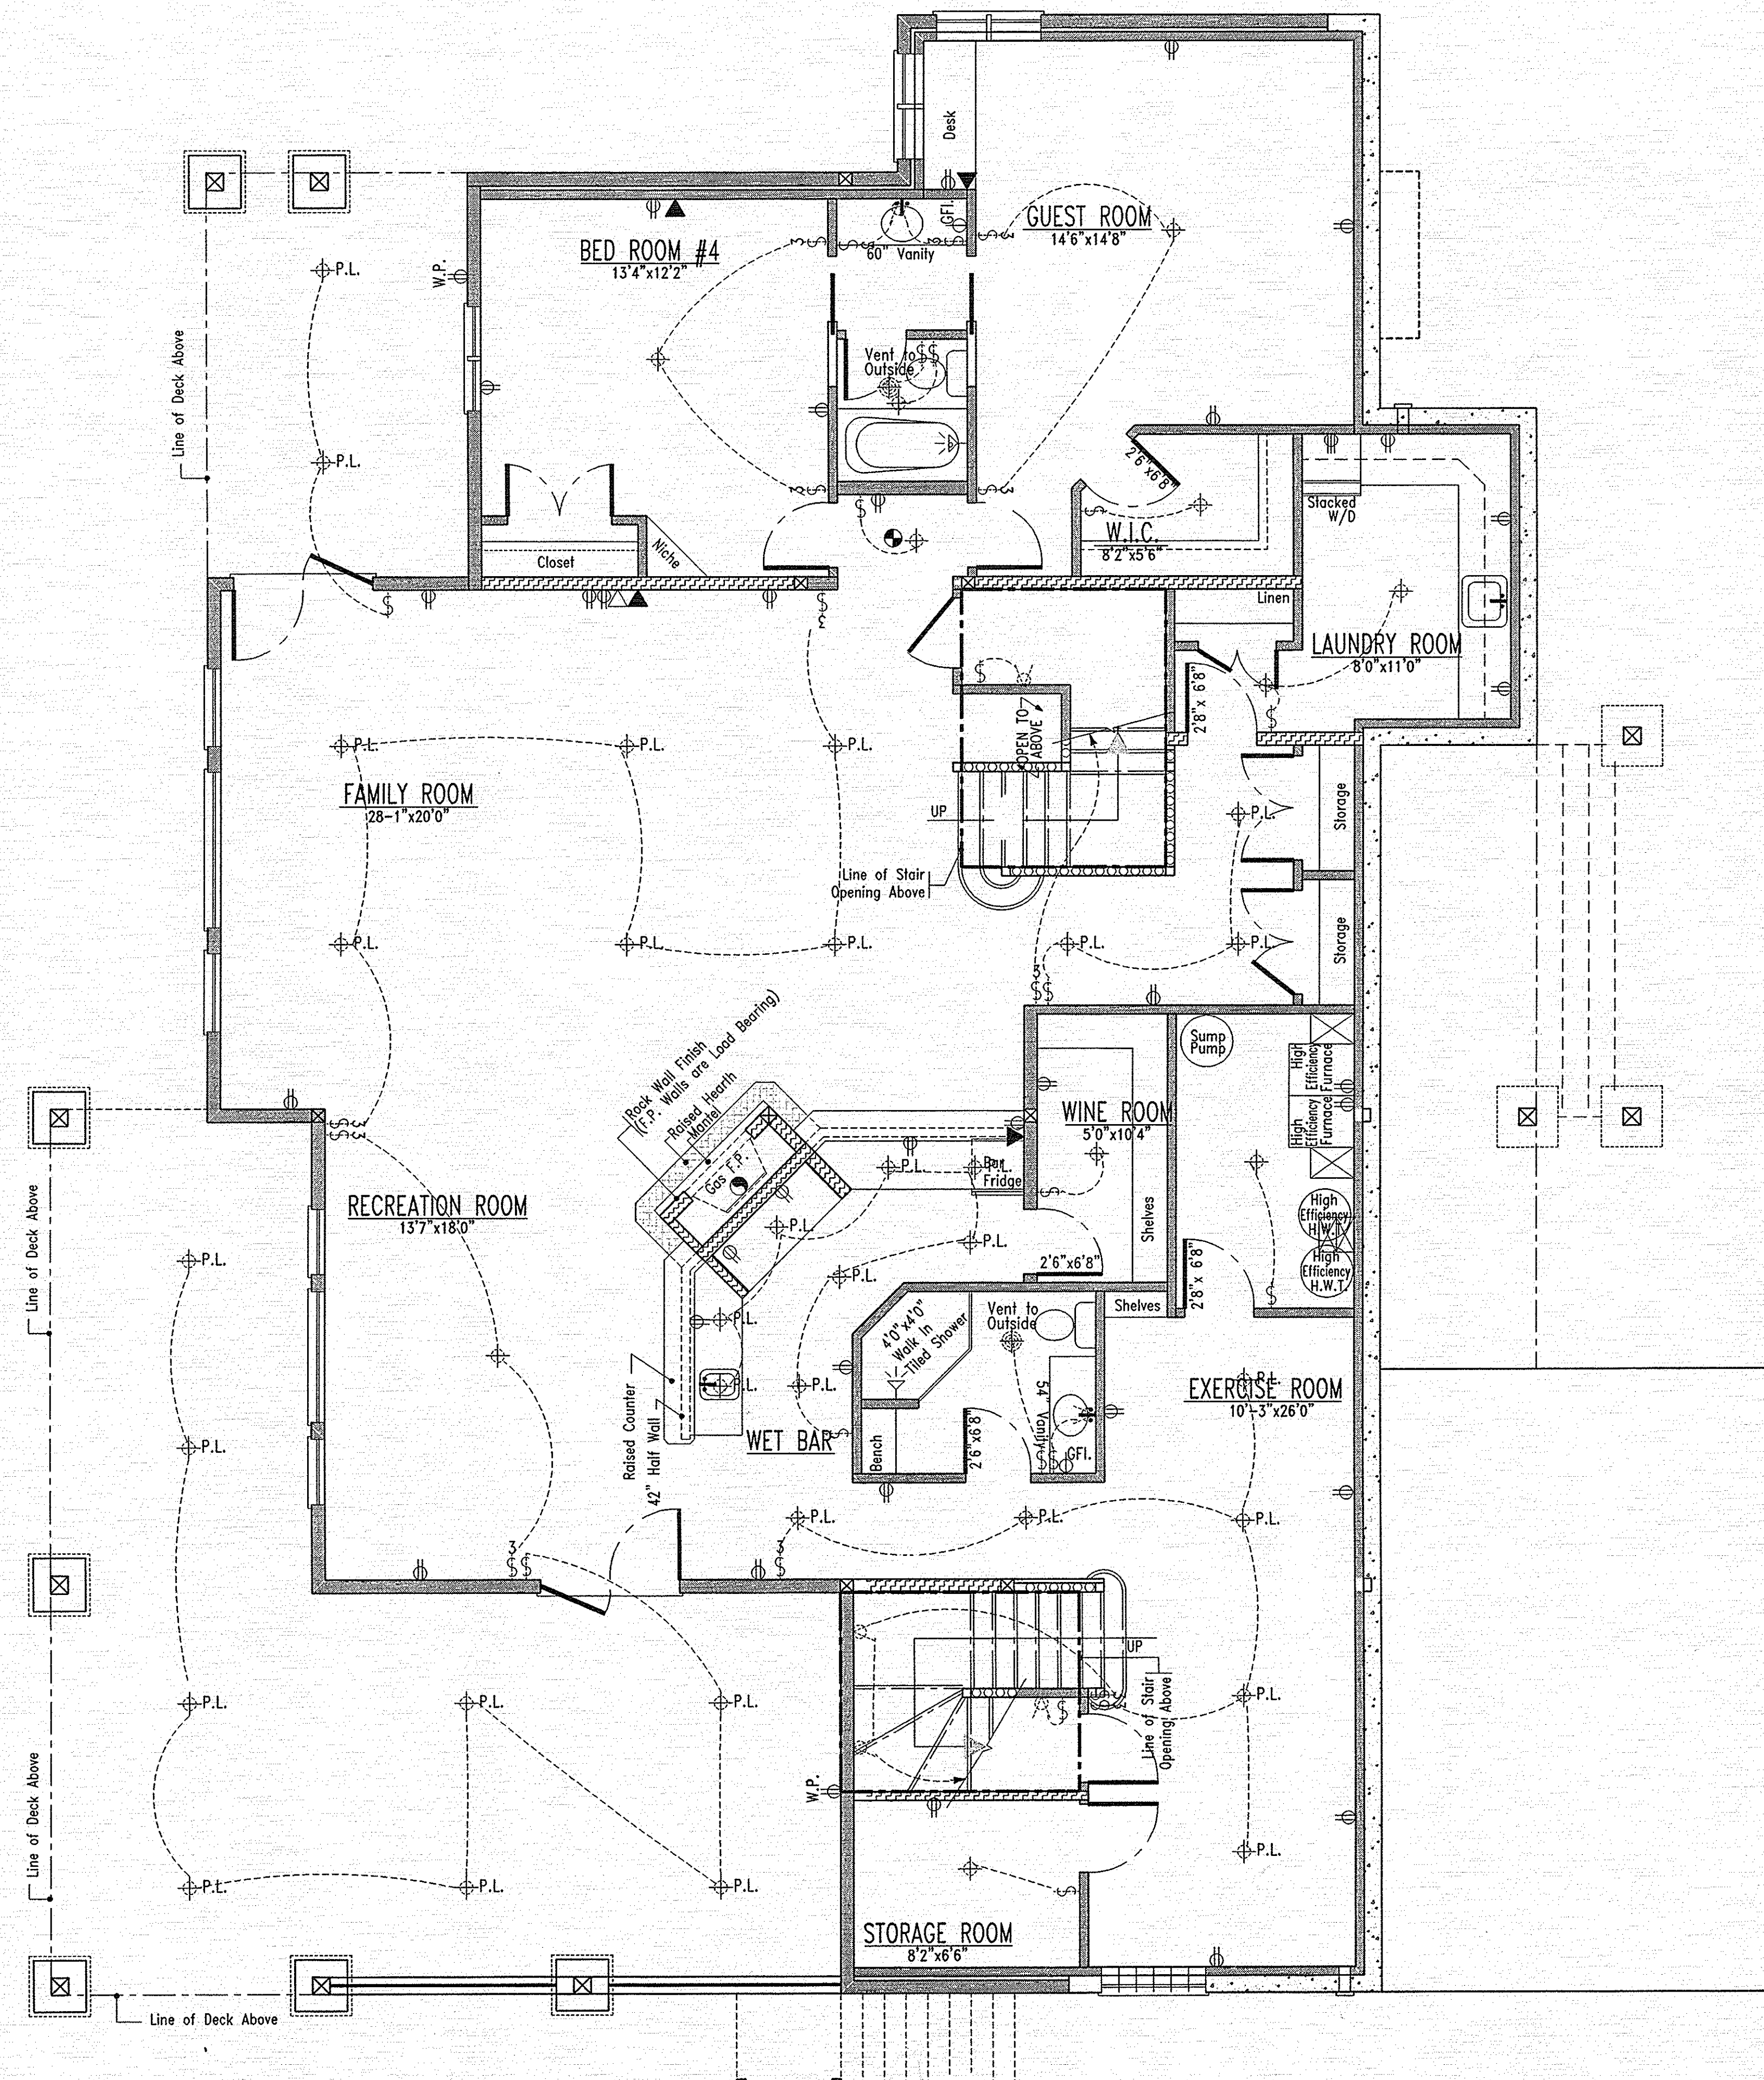 Desk
GFI.
GUEST ROOM
14'6"x14'8"
BED ROOM #4
13'4"x12'2"
60" Vanity
W.P.
P.L.
P.L.
Line of Deck Above
Vent to
Outside
2'6"x6'8"
W.I.C.
8'2"x5'6"
Stacked
W/D
Closet
Niche
Linen
LAUNDRY ROOM
8'0"x11'0"
2'8"x 6'8"
OPEN TO
ABOVE
P.L.
P.L.
P.L.
FAMILY ROOM
28-1"x20'0"
UP
P.L.
Storage
Line of Stair
Opening Above
P.L.
P.L.
P.L.
P.L.
P.L.
Storage
Rock Wall Finish
(F.P. Walls are Load Bearing)
Raised Hearth
Mantel
Gas F.P.
Sump
Pump
High
Efficiency
Furnace
High
Efficiency
Furnace
WINE ROOM
5'0"x10'4"
P.L.
P.L.
Bar
Fridge
Shelves
RECREATION ROOM
13'7"x18'0"
P.L.
P.L.
2'6"x6'8"
P.L.
High
Efficiency
H.W.T.
High
Efficiency
H.W.T.
2'8"x 6'8"
Line of Deck Above
P.L.
4'0"x4'0"
Walk In
Tiled Shower
Vent to
Outside
Shelves
P.L.
P.L.
P.L.
54" Vanity
P.L.
EXERCISE ROOM
10'-3"x26'0"
Raised Counter
42" Half Wall
WET BAR
Bench
2'6"x6'8"
GFI.
P.L.
P.L.
P.L.
P.L.
3
3
UP
Line of Stair
Opening Above
P.L.
P.L.
P.L.
P.L.
W.P.
Line of Deck Above
P.L.
P.L.
P.L.
P.L.
STORAGE ROOM
8'2"x6'6"
Line of Deck Above